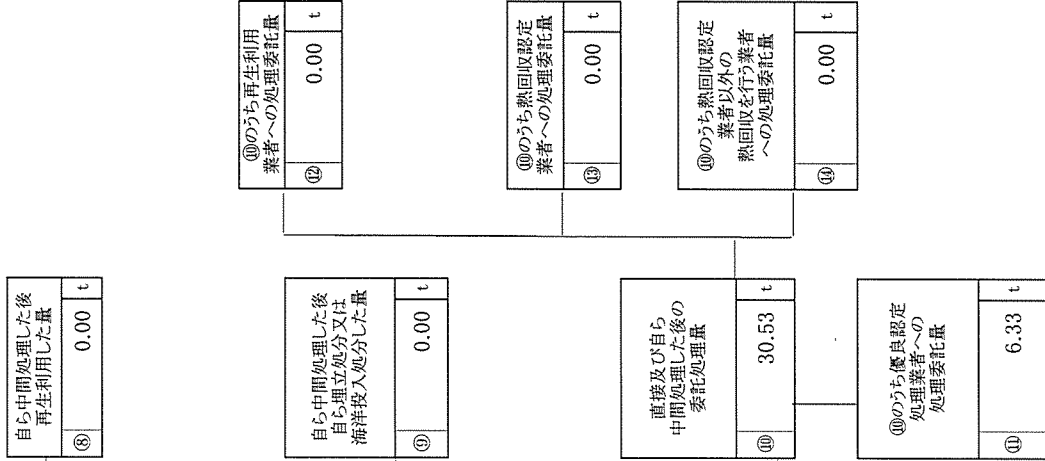 自ら中間処理した後
再生利用した量
⑧ 0.00 t
自ら中間処理した後
自ら埋立処分又は
海洋投入処分した量
⑨ 0.00 t
直接及び自ら
中間処理した後の
委託処理量
⑩ 30.53 t
⑩のうち優良認定
処理業者への
処理委託量
⑪ 6.33 t
⑩のうち再生利用
業者への処理委託量
⑫ 0.00 t
⑩のうち熱回収認定
業者への処理委託量
⑬ 0.00 t
⑩のうち熱回収認定
業者以外の
熱回収を行う業者
への処理委託量
⑭ 0.00 t